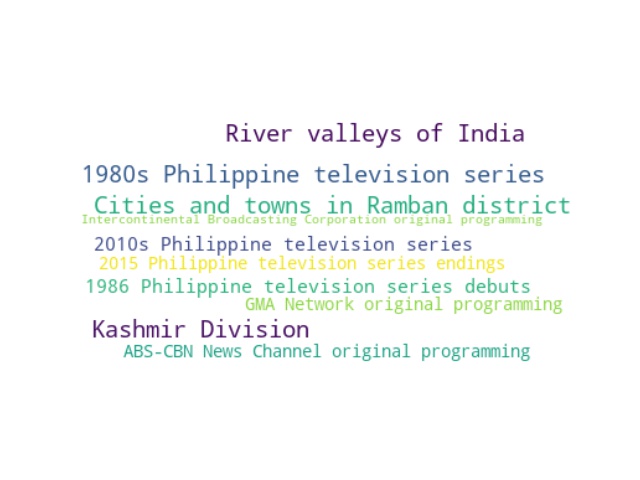 River valleys of India
1980s Philippine television series
Cities and towns in Ramban district
Intercontinental Broadcasting Corporation original programming
2010s Philippine television series
2015 Philippine television series endings
1986 Philippine television series debuts
GMA Network original programming
Kashmir Division
ABS-CBN News Channel original programming